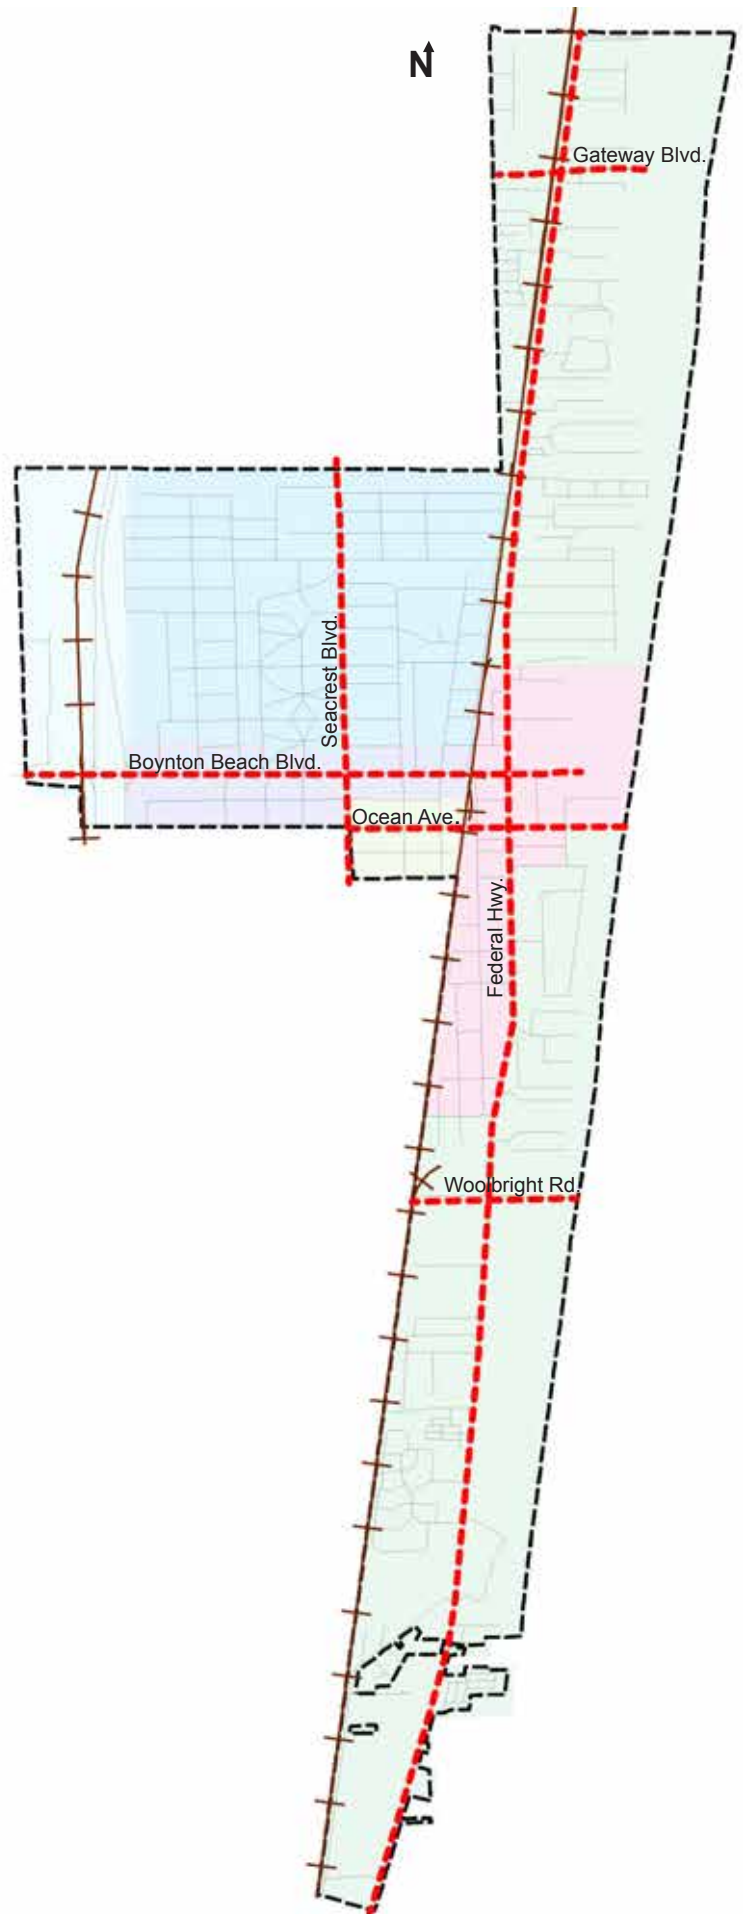 N
Gateway Blvd.
Seacrest Blvd.
Boynton Beach Blvd.
Ocean Ave.
Federal Hwy.
Woolbright Rd.